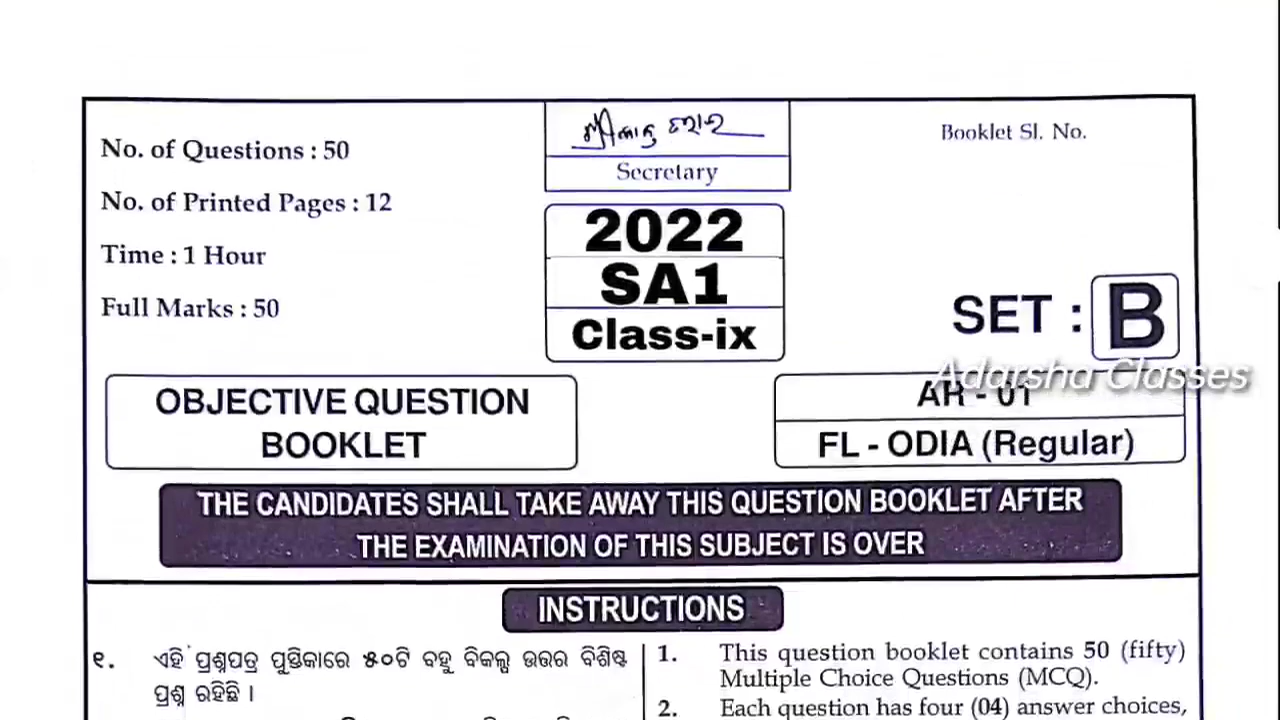 No. of Questions : 50
No. of Printed Pages : 12
Time : 1 Hour
Full Marks : 50
Secretary
Booklet Sl. No.
2022
SA1
Class-ix
SET : B
Adarsha Classes
OBJECTIVE QUESTION
BOOKLET
AR - 01
FL - ODIA (Regular)
THE CANDIDATES SHALL TAKE AWAY THIS QUESTION BOOKLET AFTER
THE EXAMINATION OF THIS SUBJECT IS OVER
INSTRUCTIONS
୧. ଏହି ପ୍ରଶ୍ନପତ୍ର ପୁସ୍ତିକାରେ ୫୦ଟି ବହୁ ବିକଳ୍ପ ଉତ୍ତର ବିଶିଷ୍ଟ
ପ୍ରଶ୍ନ ରହିଛି ।
1. This question booklet contains 50 (fifty)
Multiple Choice Questions (MCQ).
2. Each question has four (04) answer choices,